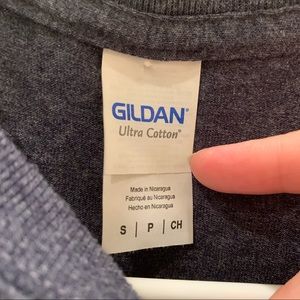 GILDAN®
Ultra Cotton®
Made in Nicaragua
Fabriqué au Nicaragua
Hecho en Nicaragua
S | P | CH